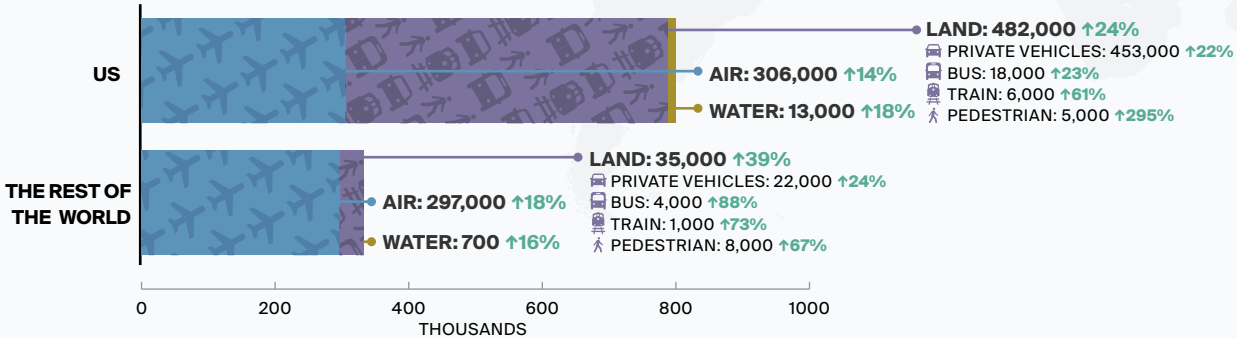 US
LAND: 482,000 ↑24%
PRIVATE VEHICLES: 453,000 ↑22%
BUS: 18,000 ↑23%
TRAIN: 6,000 ↑61%
PEDESTRIAN: 5,000 ↑295%
AIR: 306,000 ↑14%
WATER: 13,000 ↑18%
THE REST OF
THE WORLD
LAND: 35,000 ↑39%
PRIVATE VEHICLES: 22,000 ↑24%
BUS: 4,000 ↑88%
TRAIN: 1,000 ↑73%
PEDESTRIAN: 8,000 ↑67%
AIR: 297,000 ↑18%
WATER: 700 ↑16%
0 200 400 600 800 1000
THOUSANDS